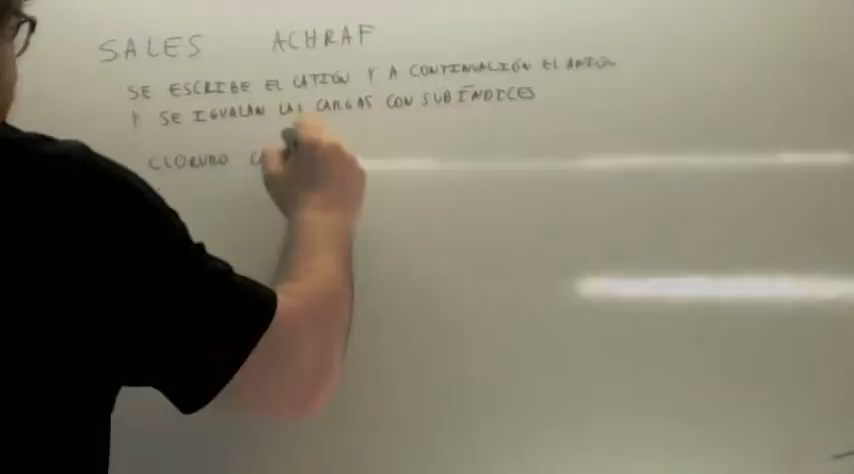 SALES ACHRAF
SE ESCRIBE EL CATIÓN Y A CONTINUACIÓN EL ANIÓN
Y SE IGUALAN LAS CARGAS CON SUBÍNDICES
CLORURO